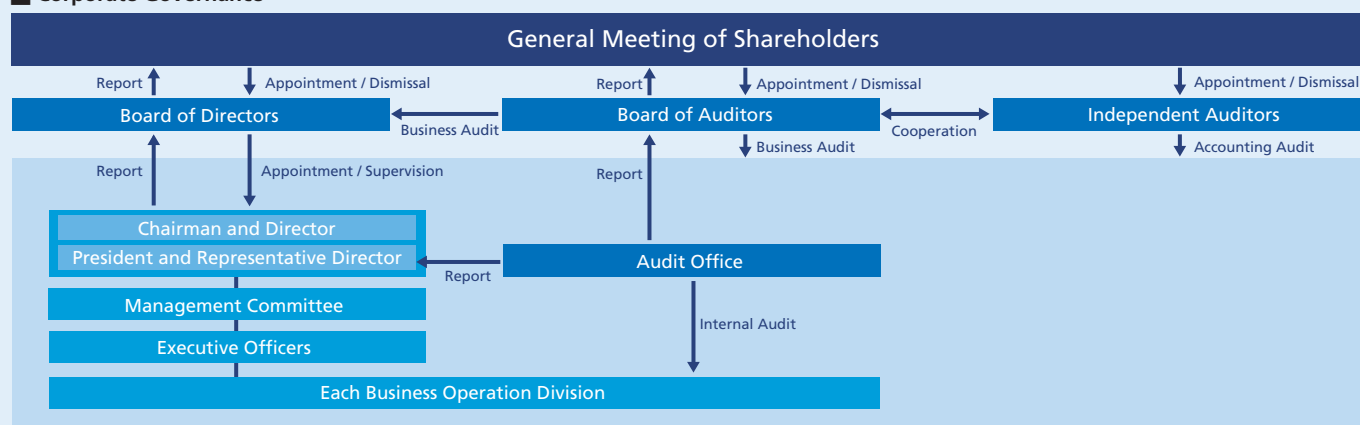 Corporate Governance
General Meeting of Shareholders
Report
Appointment / Dismissal
Report
Appointment / Dismissal
Appointment / Dismissal
Board of Directors
Business Audit
Board of Auditors
Cooperation
Independent Auditors
Report
Appointment / Supervision
Business Audit
Report
Accounting Audit
Chairman and Director
President and Representative Director
Report
Audit Office
Management Committee
Internal Audit
Executive Officers
Each Business Operation Division